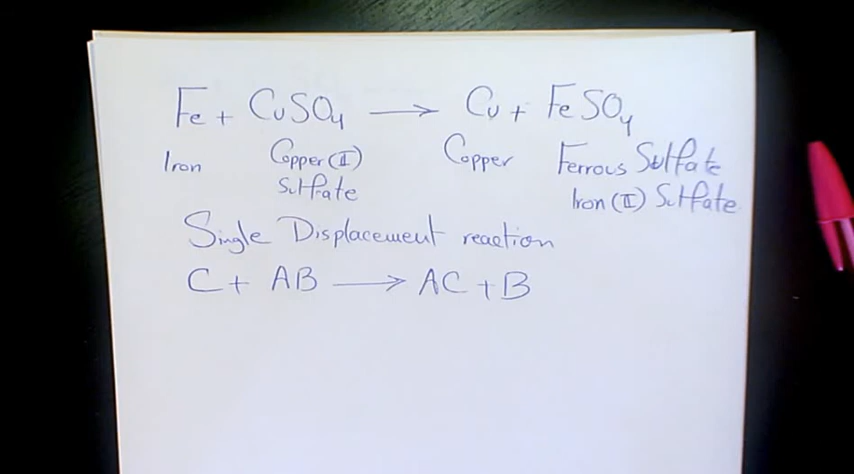 Fe + CuSO4 → Cu + FeSO4
Iron Copper (II) Sulfate Copper Ferrous Sulfate
Iron (II) Sulfate
Single Displacement reaction
C + AB → AC + B